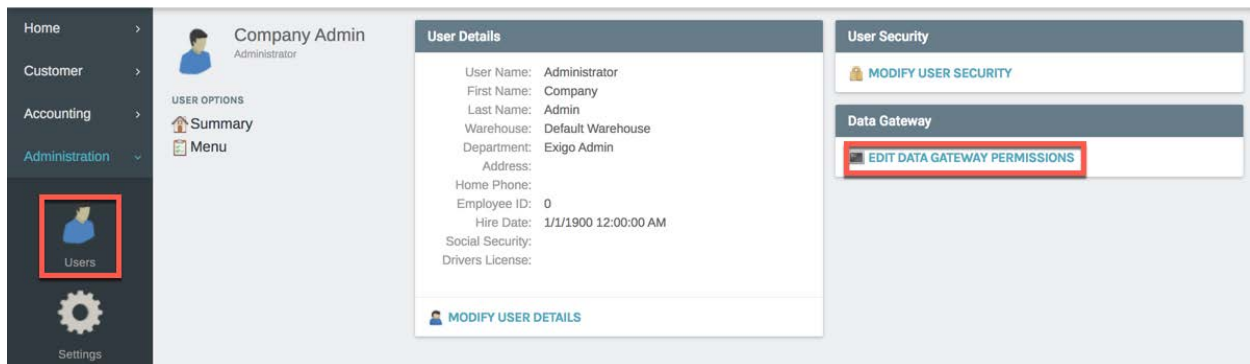 Home
Customer
Accounting
Administration
Users
Settings
Company Admin
Administrator
USER OPTIONS
Summary
Menu
User Details
User Name: Administrator
First Name: Company
Last Name: Admin
Warehouse: Default Warehouse
Department: Exigo Admin
Address:
Home Phone:
Employee ID: 0
Hire Date: 1/1/1900 12:00:00 AM
Social Security:
Drivers License:
MODIFY USER DETAILS
User Security
MODIFY USER SECURITY
Data Gateway
EDIT DATA GATEWAY PERMISSIONS